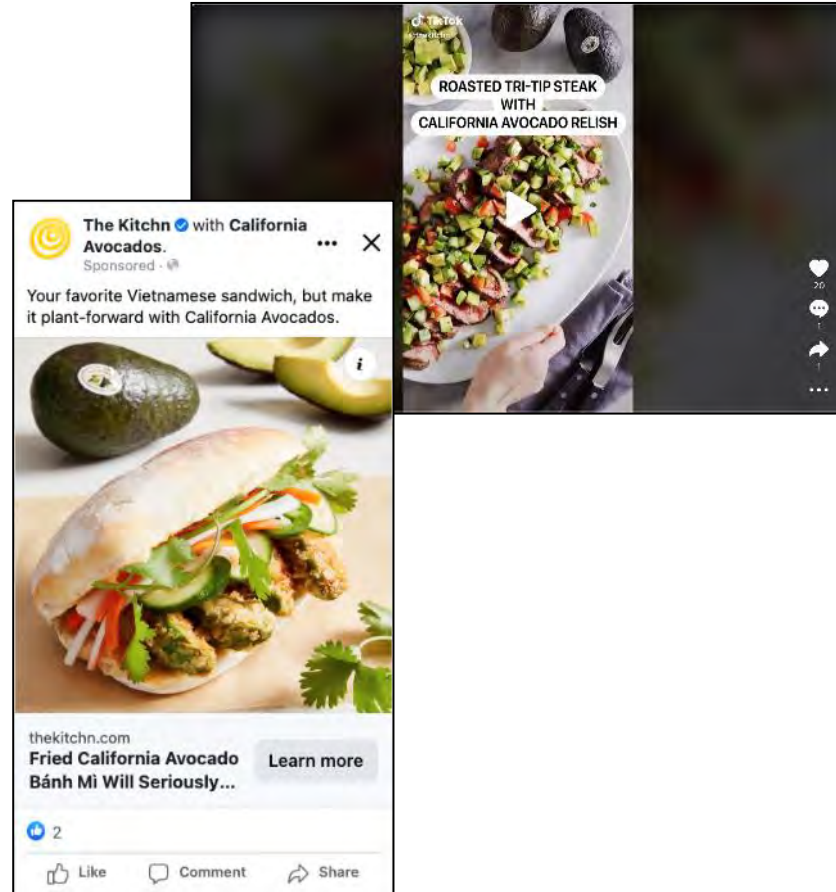 TikTok
ROASTED TRI-TIP STEAK
WITH
CALIFORNIA AVOCADO RELISH
20
1
1
The Kitchn with California
Avocados.
Sponsored ·
Your favorite Vietnamese sandwich, but make
it plant-forward with California Avocados.
i
thekitchn.com
Fried California Avocado
Bánh Mì Will Seriously...
Learn more
2
Like
Comment
Share